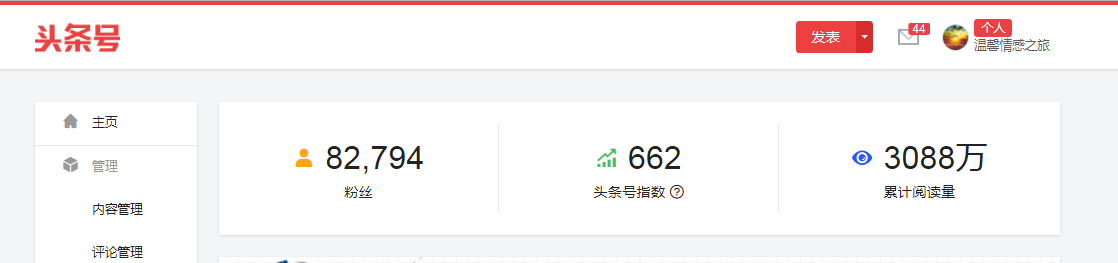 头条号
发表
44
个人
温馨情感之旅
主页
管理
内容管理
评论管理
82,794
粉丝
662
头条号指数 ?
3088万
累计阅读量